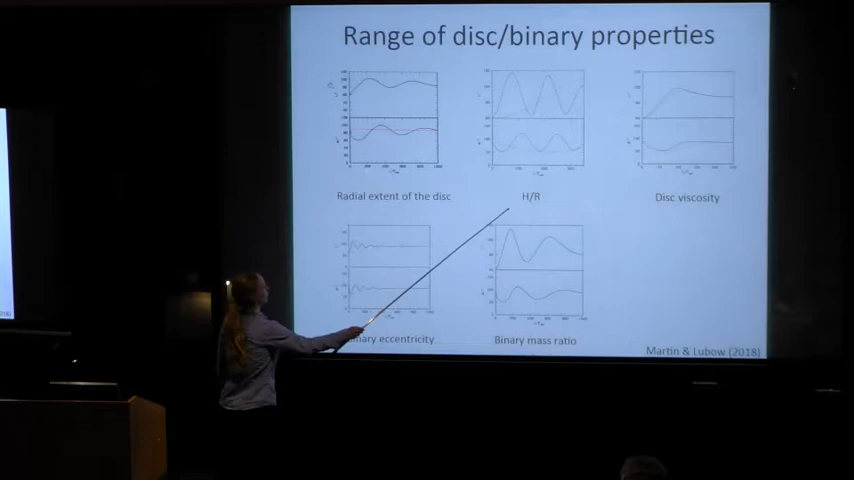 Range of disc/binary properties
Radial extent of the disc
H/R
Disc viscosity
eccentricity
Binary mass ratio
Martin & Lubow (2018)